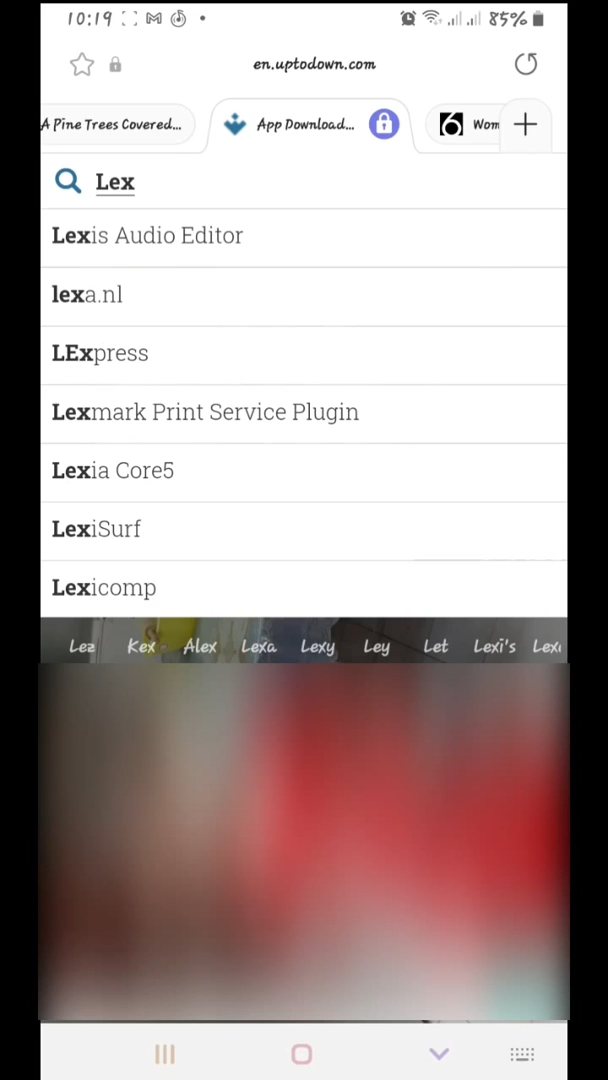 10:19 85%
en.uptodown.com
A Pine Trees Covered... App Download... Wom
Lex
Lexis Audio Editor
lexa.nl
LExpress
Lexmark Print Service Plugin
Lexia Core5
LexiSurf
Lexicomp
Lez Kex Alex Lexa Lexy Ley Let Lexi's Lexi